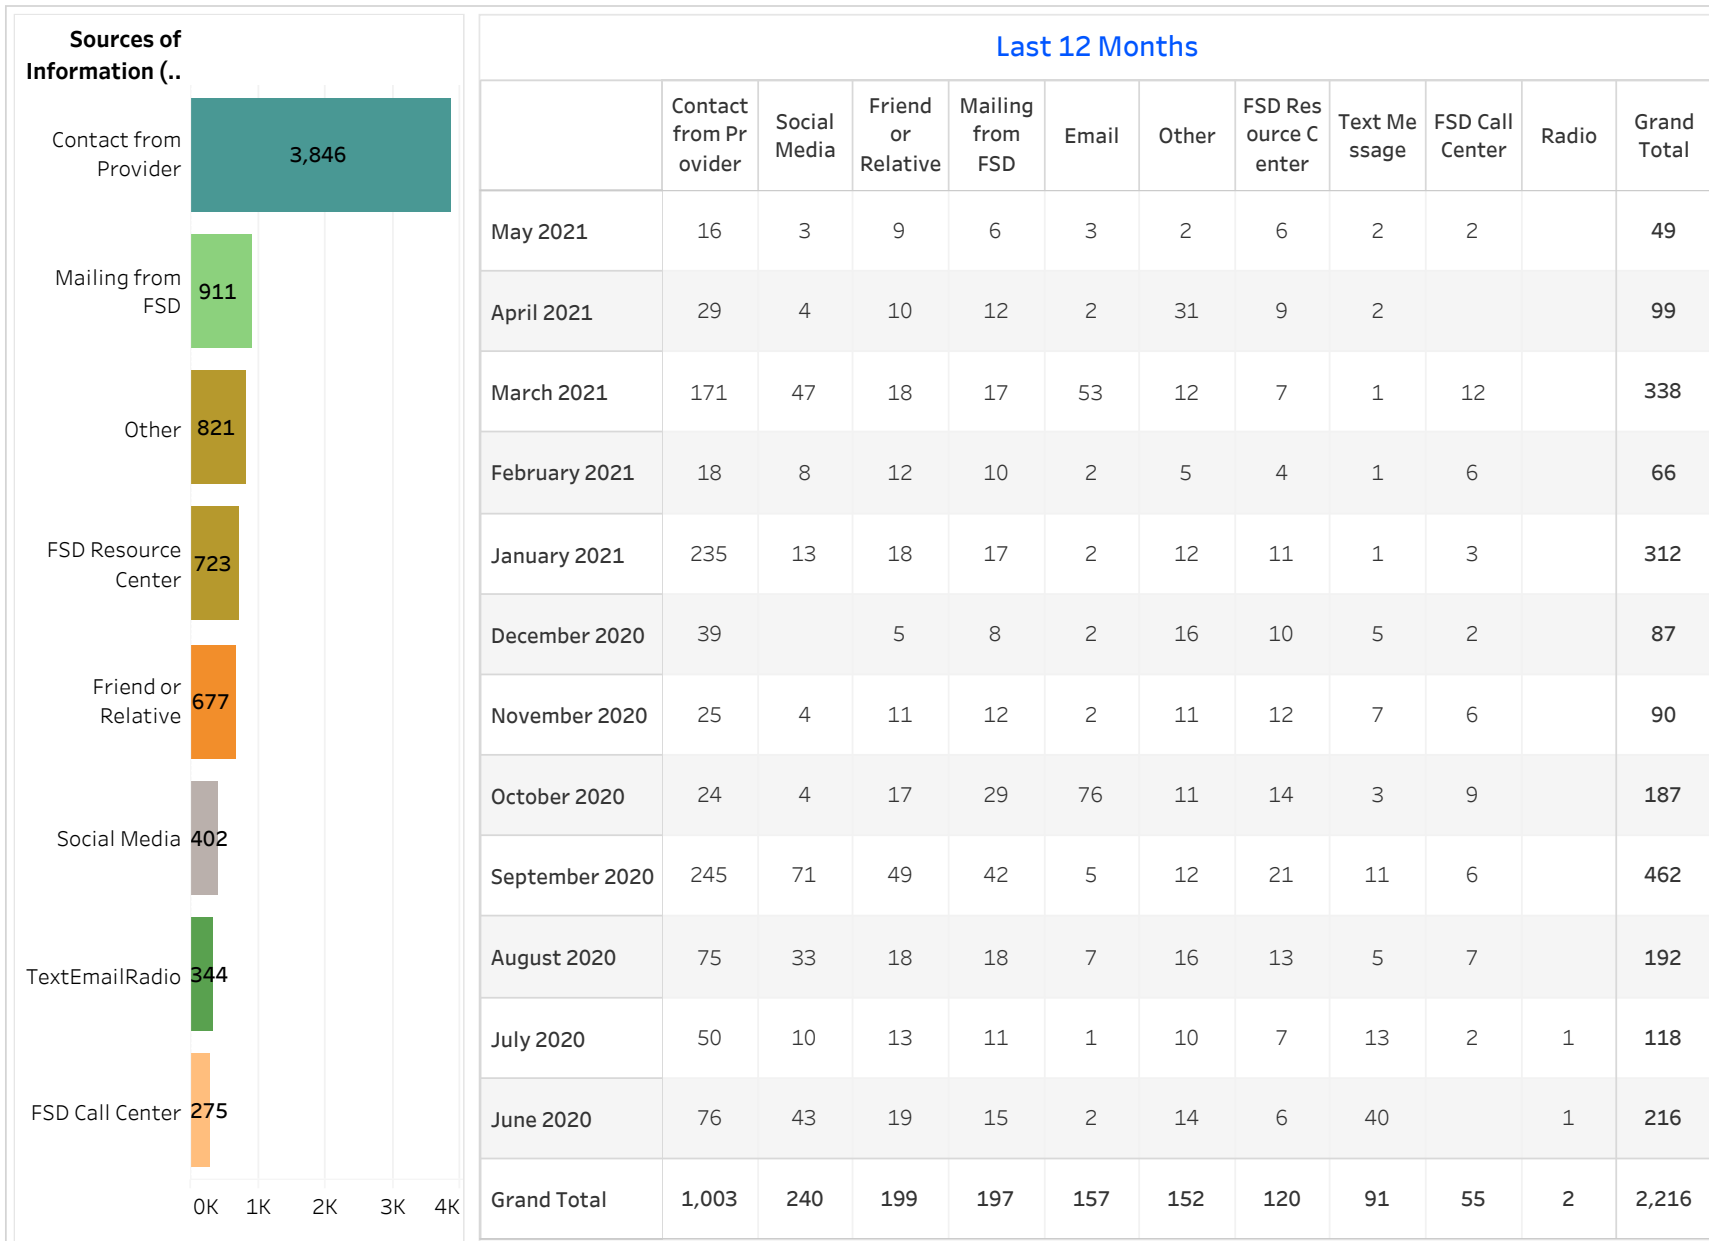 Sources of
Information (..
Contact from
Provider
3,846
Mailing from
FSD
911
Other
821
FSD Resource
Center
723
Friend or
Relative
677
Social Media
402
TextEmailRadio
344
FSD Call Center
275
0K 1K 2K 3K 4K
Last 12 Months
Contact
from Pr
ovider
Social
Media
Friend
or
Relative
Mailing
from
FSD
Email
Other
FSD Res
ource C
enter
Text Me
ssage
FSD Call
Center
Radio
Grand
Total
May 2021 16 3 9 6 3 2 6 2 2 49
April 2021 29 4 10 12 2 31 9 2 99
March 2021 171 47 18 17 53 12 7 1 12 338
February 2021 18 8 12 10 2 5 4 1 6 66
January 2021 235 13 18 17 2 12 11 1 3 312
December 2020 39 5 8 2 16 10 5 2 87
November 2020 25 4 11 12 2 11 12 7 6 90
October 2020 24 4 17 29 76 11 14 3 9 187
September 2020 245 71 49 42 5 12 21 11 6 462
August 2020 75 33 18 18 7 16 13 5 7 192
July 2020 50 10 13 11 1 10 7 13 2 1 118
June 2020 76 43 19 15 2 14 6 40 1 216
Grand Total 1,003 240 199 197 157 152 120 91 55 2 2,216